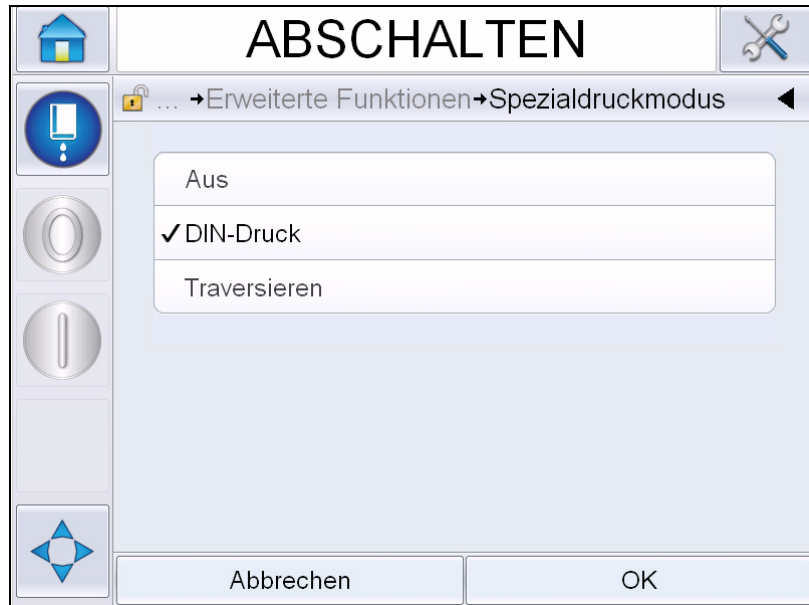 ABSCHALTEN
... →Erweiterte Funktionen→Spezialdruckmodus
Aus
✓DIN-Druck
Traversieren
Abbrechen
OK